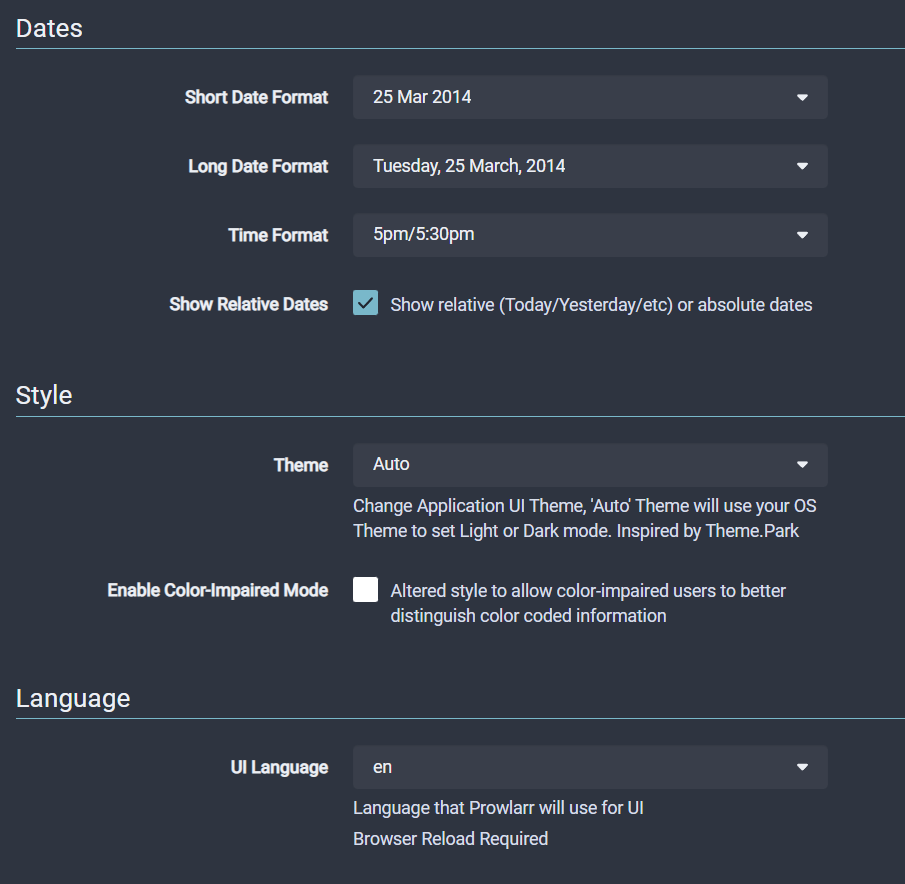 Dates
Short Date Format 25 Mar 2014
Long Date Format Tuesday, 25 March, 2014
Time Format 5pm/5:30pm
Show Relative Dates Show relative (Today/Yesterday/etc) or absolute dates
Style
Theme Auto
Change Application UI Theme, 'Auto' Theme will use your OS
Theme to set Light or Dark mode. Inspired by Theme.Park
Enable Color-Impaired Mode Altered style to allow color-impaired users to better
distinguish color coded information
Language
UI Language en
Language that Prowlarr will use for UI
Browser Reload Required